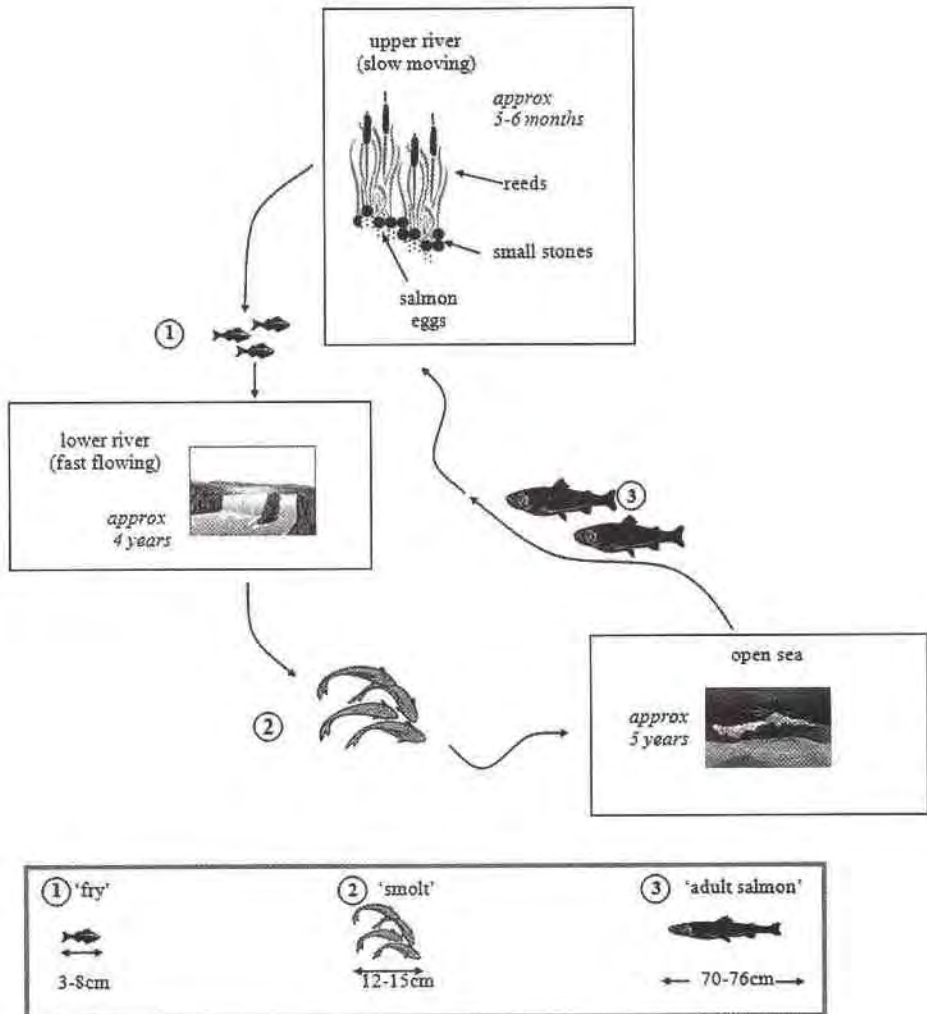 upper river
(slow moving)
approx
5-6 months
reeds
small stones
salmon
eggs
1
lower river
(fast flowing)
approx
4 years
3
2
open sea
approx
5 years
1 'fry'
3-8cm
2 'smolt'
12-15cm
3 'adult salmon'
70-76cm